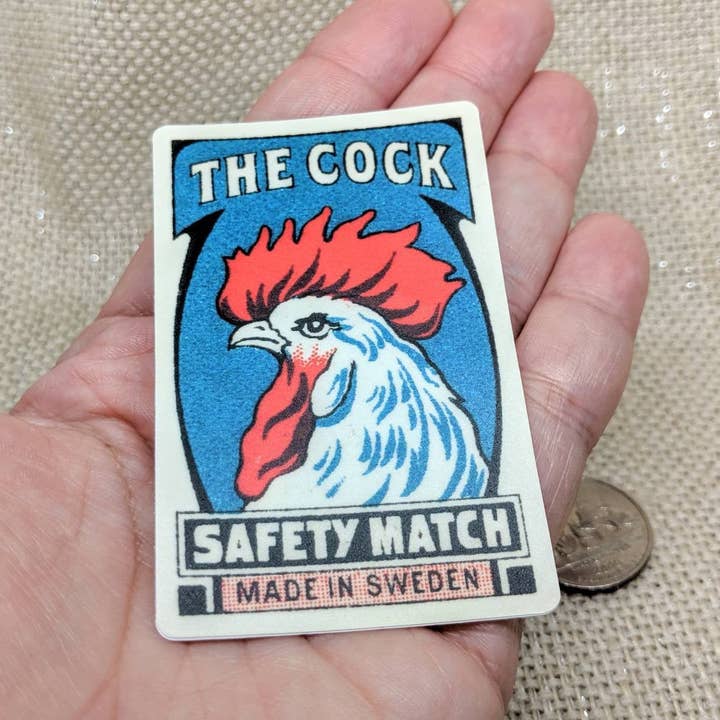 THE COCK
SAFETY MATCH
MADE IN SWEDEN